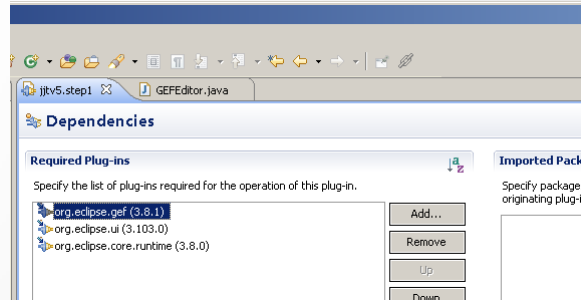 jjtv5.step1 GEFEditor.java
Dependencies
Required Plug-ins
Specify the list of plug-ins required for the operation of this plug-in.
org.eclipse.gef (3.8.1)
org.eclipse.ui (3.103.0)
org.eclipse.core.runtime (3.8.0)
Add...
Remove
Up
Down
Imported Pack
Specify package
originating plug-i